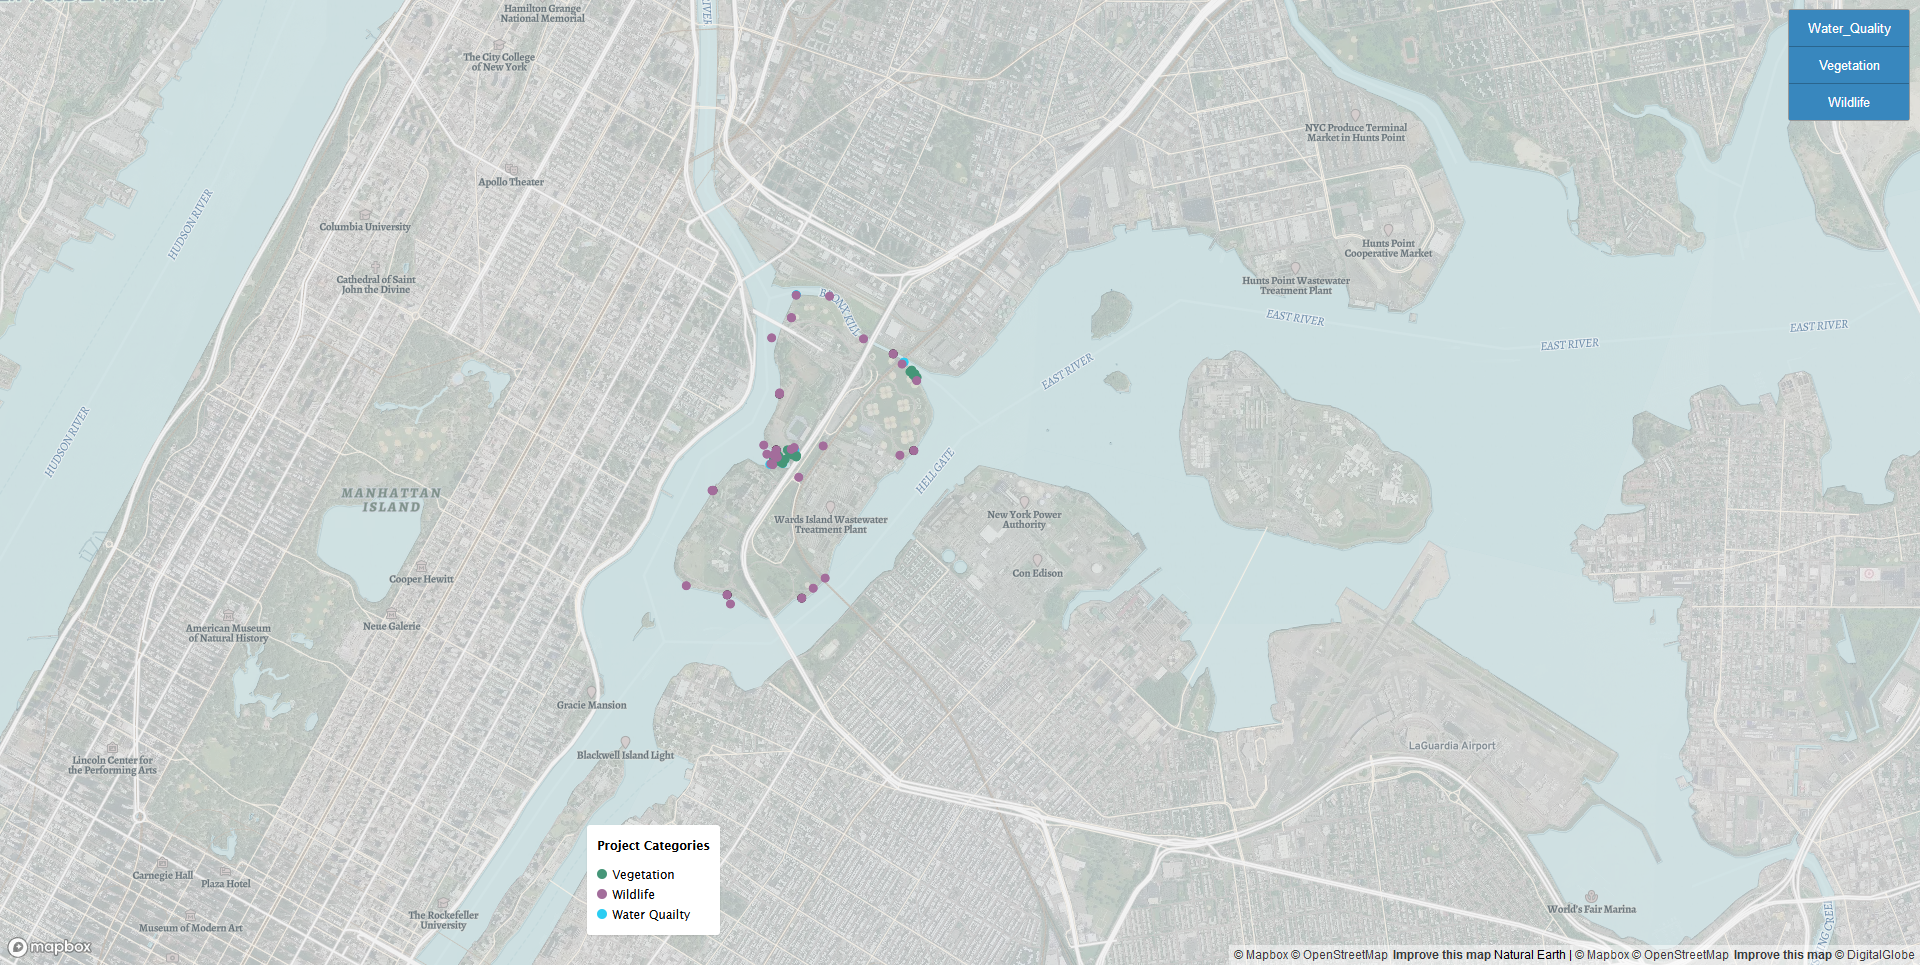 Hamilton Grange
National Memorial
RIVER
Water_Quality
Vegetation
Wildlife
The City College
of New York
NYC Produce Terminal
Market in Hunts Point
Apollo Theater
HUDSON RIVER
Columbia University
Hunts Point
Cooperative Market
Cathedral of Saint
John the Divine
Hunts Point Wastewater
Treatment Plant
BRONX KILL
EAST RIVER
EAST RIVER
EAST RIVER
EAST RIVER
HUDSON RIVER
HELL GATE
MANHATTAN
ISLAND
Wards Island Wastewater
Treatment Plant
New York Power
Authority
Con Edison
Cooper Hewitt
American Museum
of Natural History
Neue Galerie
Gracie Mansion
Blackwell Island Light
LaGuardia Airport
Lincoln Center for
the Performing Arts
Project Categories
Vegetation
Wildlife
Water Quailty
Carnegie Hall
Plaza Hotel
The Rockefeller
University
Museum of Modern Art
World's Fair Marina
mapbox
© Mapbox © OpenStreetMap Improve this map Natural Earth | © Mapbox © OpenStreetMap Improve this map © DigitalGlobe